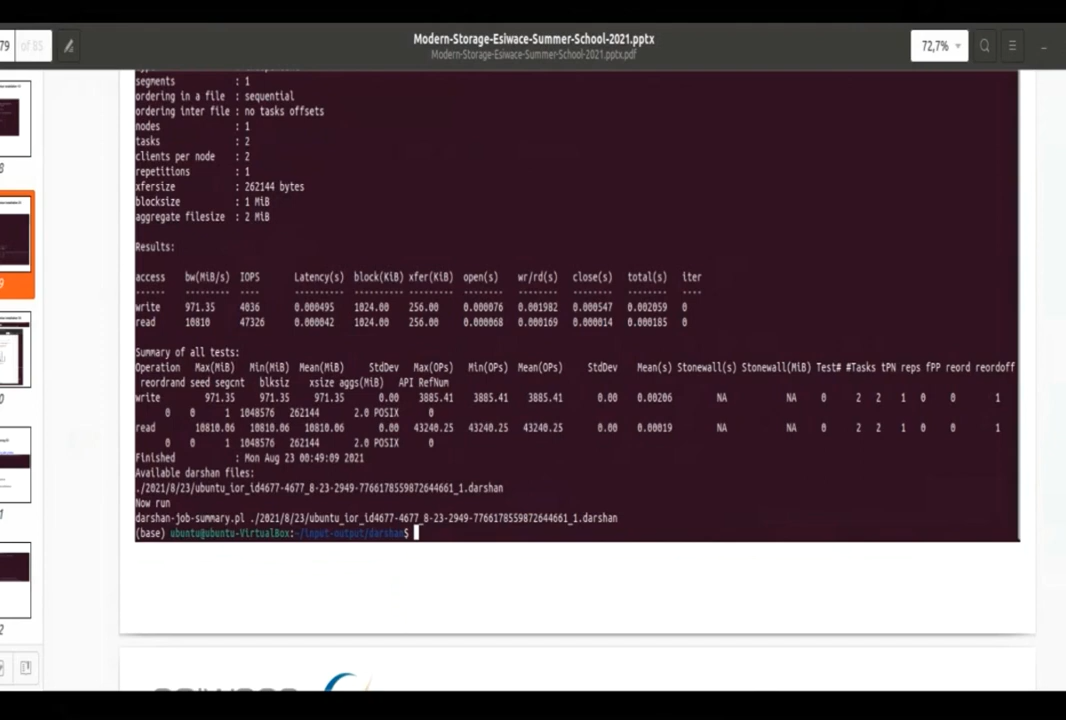 79 of 85
Modern-Storage-Esiwace-Summer-School-2021.pptx
Modern-Storage-Esiwace-Summer-School-2021.pptx.pdf
72,7%
segments : 1
ordering in a file : sequential
ordering inter file : no tasks offsets
nodes : 1
tasks : 2
clients per node : 2
repetitions : 1
xfersize : 262144 bytes
blocksize : 1 MiB
aggregate filesize : 2 MiB
Results:
access bw(MiB/s) IOPS Latency(s) block(KiB) xfer(KiB) open(s) wr/rd(s) close(s) total(s) iter
------ --------- ---- ---------- ---------- --------- -------- -------- -------- -------- ----
write 971.35 4036 0.000495 1024.00 256.00 0.000076 0.001982 0.000547 0.002059 0
read 10810 47326 0.000042 1024.00 256.00 0.000068 0.000169 0.000014 0.000185 0
Summary of all tests:
Operation Max(MiB) Min(MiB) Mean(MiB) StdDev Max(OPs) Min(OPs) Mean(OPs) StdDev Mean(s) Stonewall(s) Stonewall(MiB) Test# #Tasks tPN reps fPP reord reordoff
reordrand seed segcnt blksiz xsize aggs(MiB) API RefNum
write 971.35 971.35 971.35 0.00 3885.41 3885.41 3885.41 0.00 0.00206 NA NA 0 2 2 1 0 0 1
0 0 1 1048576 262144 2.0 POSIX 0
read 10810.06 10810.06 10810.06 0.00 43240.25 43240.25 43240.25 0.00 0.00019 NA NA 0 2 2 1 0 0 1
0 0 1 1048576 262144 2.0 POSIX 0
Finished : Mon Aug 23 00:49:09 2021
Available darshan files:
./2021/8/23/ubuntu_ior_id4677-4677_8-23-2949-7766178559872644661_1.darshan
Now run
darshan-job-summary.pl ./2021/8/23/ubuntu_ior_id4677-4677_8-23-2949-7766178559872644661_1.darshan
(base) ubuntu@ubuntu-VirtualBox:~/input-output/darshan$